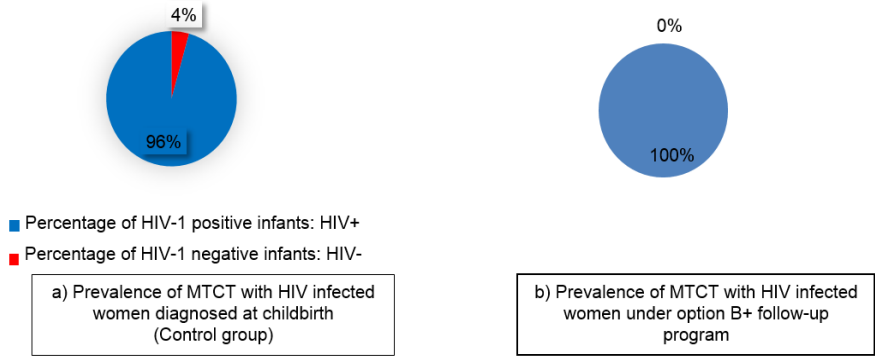 4%
96%
0%
100%
Percentage of HIV-1 positive infants: HIV+
Percentage of HIV-1 negative infants: HIV-
a) Prevalence of MTCT with HIV infected
women diagnosed at childbirth
(Control group)
b) Prevalence of MTCT with HIV infected
women under option B+ follow-up
program